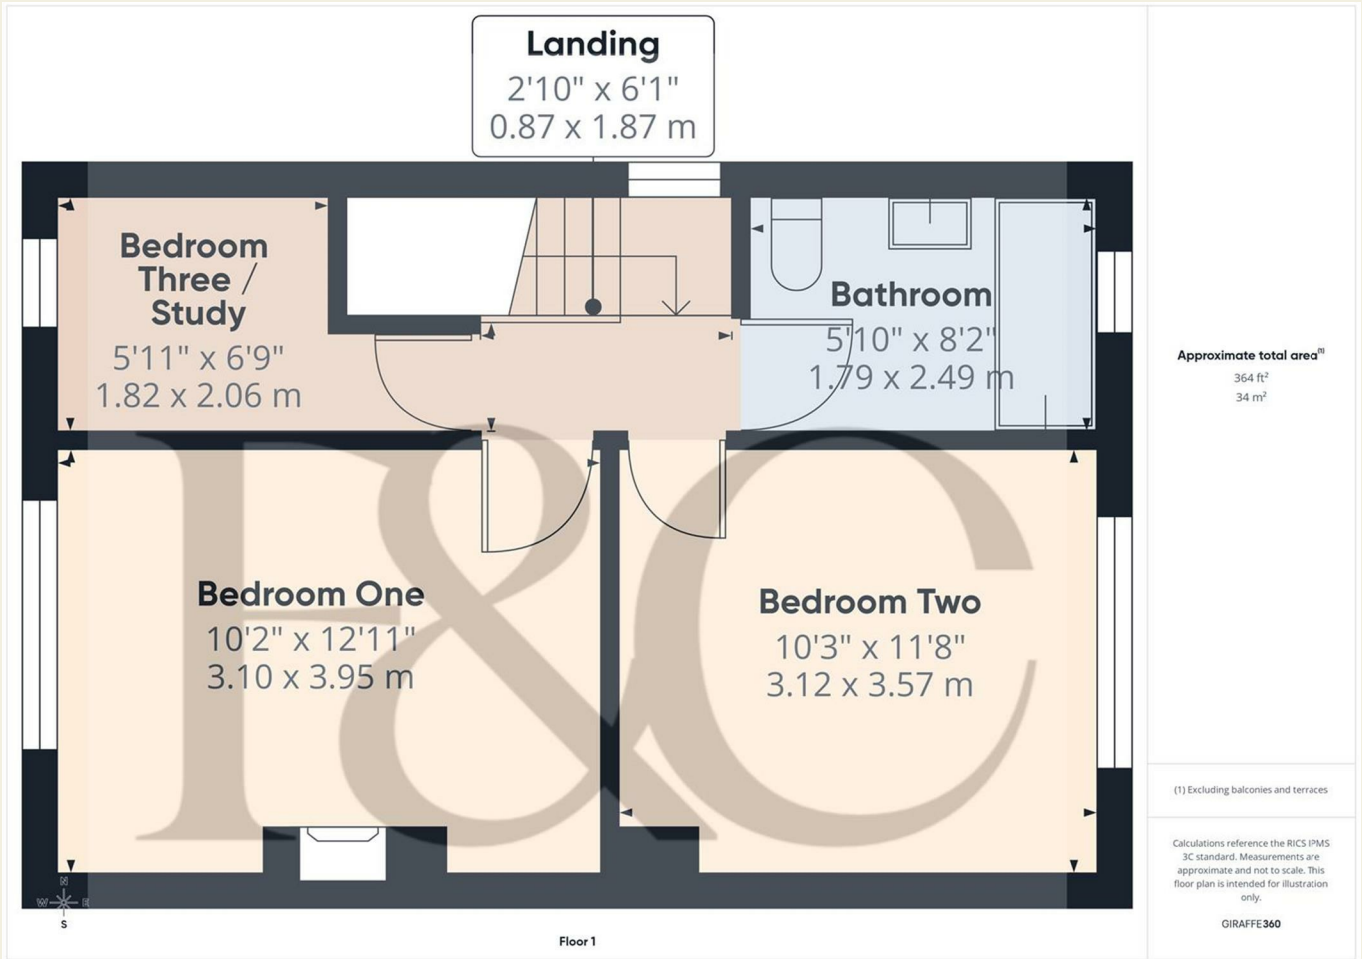 Landing
2'10" x 6'1"
0.87 x 1.87 m
Bedroom
Three /
Study
5'11" x 6'9"
1.82 x 2.06 m
Bathroom
5'10" x 8'2"
1.79 x 2.49 m
Bedroom One
10'2" x 12'11"
3.10 x 3.95 m
Bedroom Two
10'3" x 11'8"
3.12 x 3.57 m
F&C
N
W E
S
Floor 1
Approximate total area(1)
364 ft²
34 m²
(1) Excluding balconies and terraces
Calculations reference the RICS IPMS
3C standard. Measurements are
approximate and not to scale. This
floor plan is intended for illustration
only.
GIRAFFE360